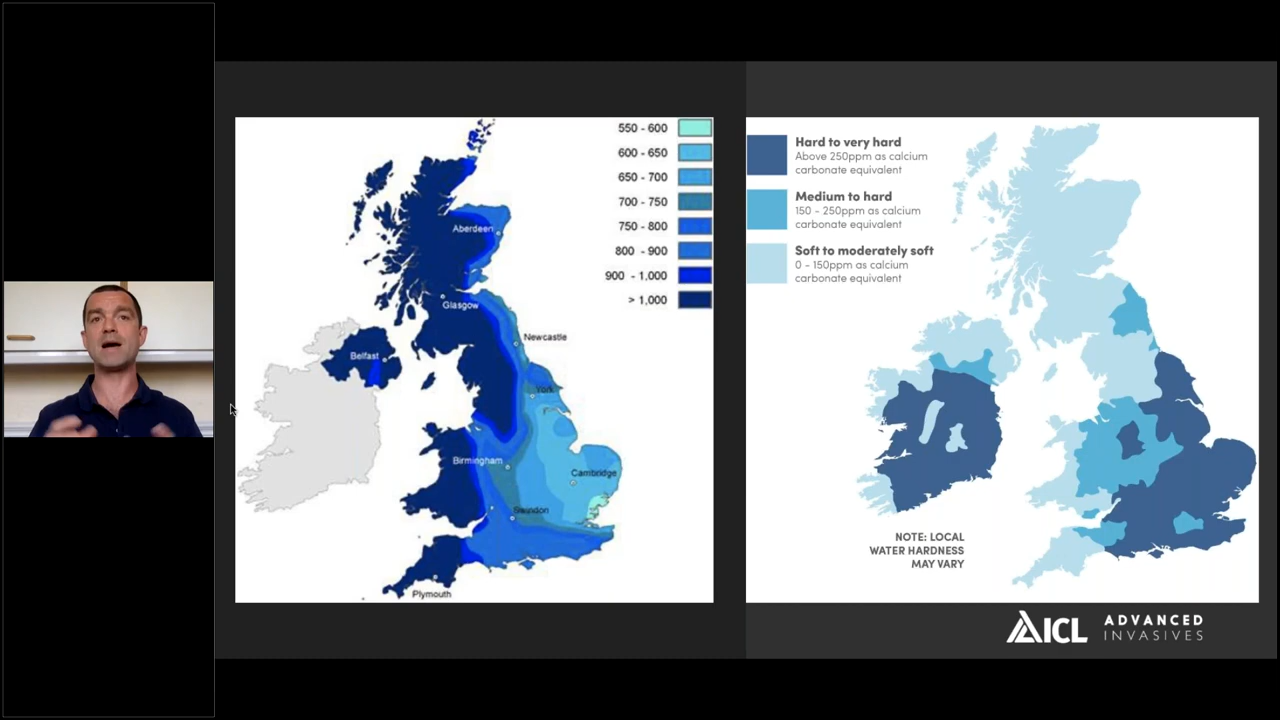 550 - 600
600 - 650
650 - 700
700 - 750
750 - 800
800 - 900
900 - 1,000
> 1,000
Aberdeen
Glasgow
Newcastle
Belfast
York
Birmingham
Cambridge
Swindon
Plymouth
Hard to very hard
Above 250ppm as calcium
carbonate equivalent
Medium to hard
150 - 250ppm as calcium
carbonate equivalent
Soft to moderately soft
0 - 150ppm as calcium
carbonate equivalent
NOTE: LOCAL
WATER HARDNESS
MAY VARY
ICL
ADVANCED
INVASIVES